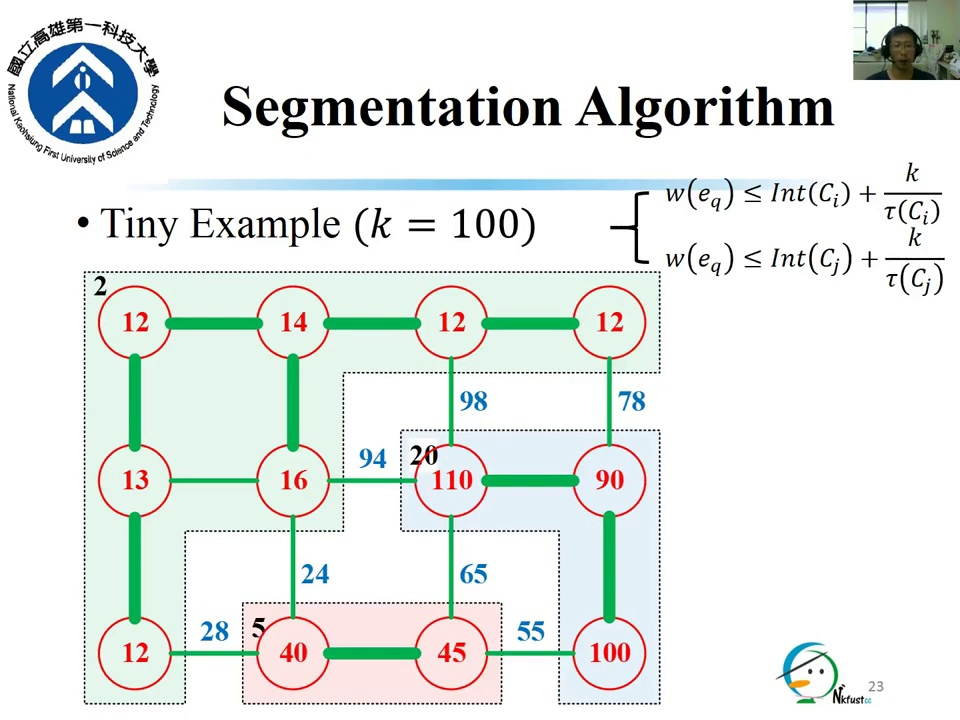 國立高雄第一科技大學
National Kaohsiung First University of Science and Technology
Segmentation Algorithm
• Tiny Example (k = 100)
w(e_q) ≤ Int(C_i) + k/τ(C_i)
w(e_q) ≤ Int(C_j) + k/τ(C_j)
2
12 14 12 12
98 78
94 20
13 16 110 90
24 65
28 5 55
12 40 45 100
Nkfust cc
23